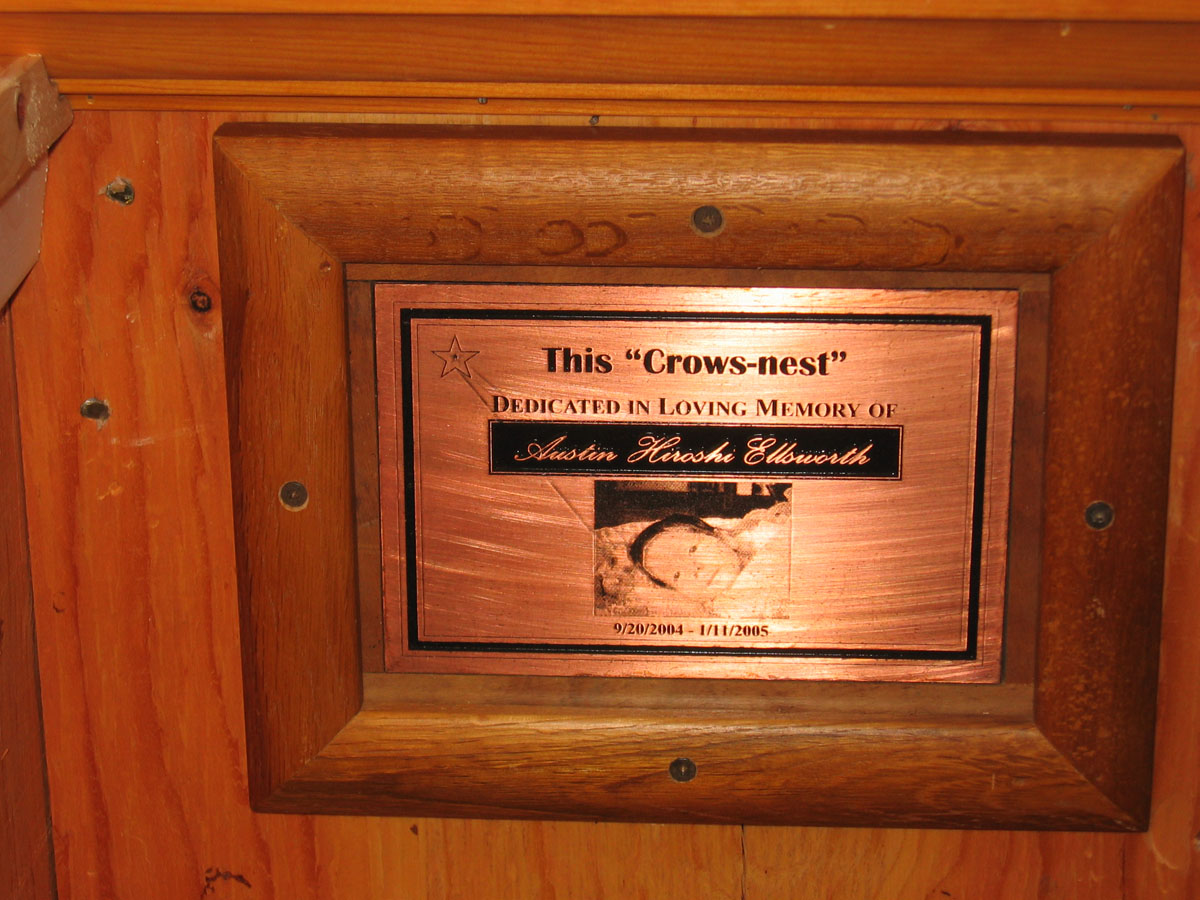 This “Crows-nest”
DEDICATED IN LOVING MEMORY OF
Austin Hiroshi Ellsworth
9/20/2004 - 1/11/2005